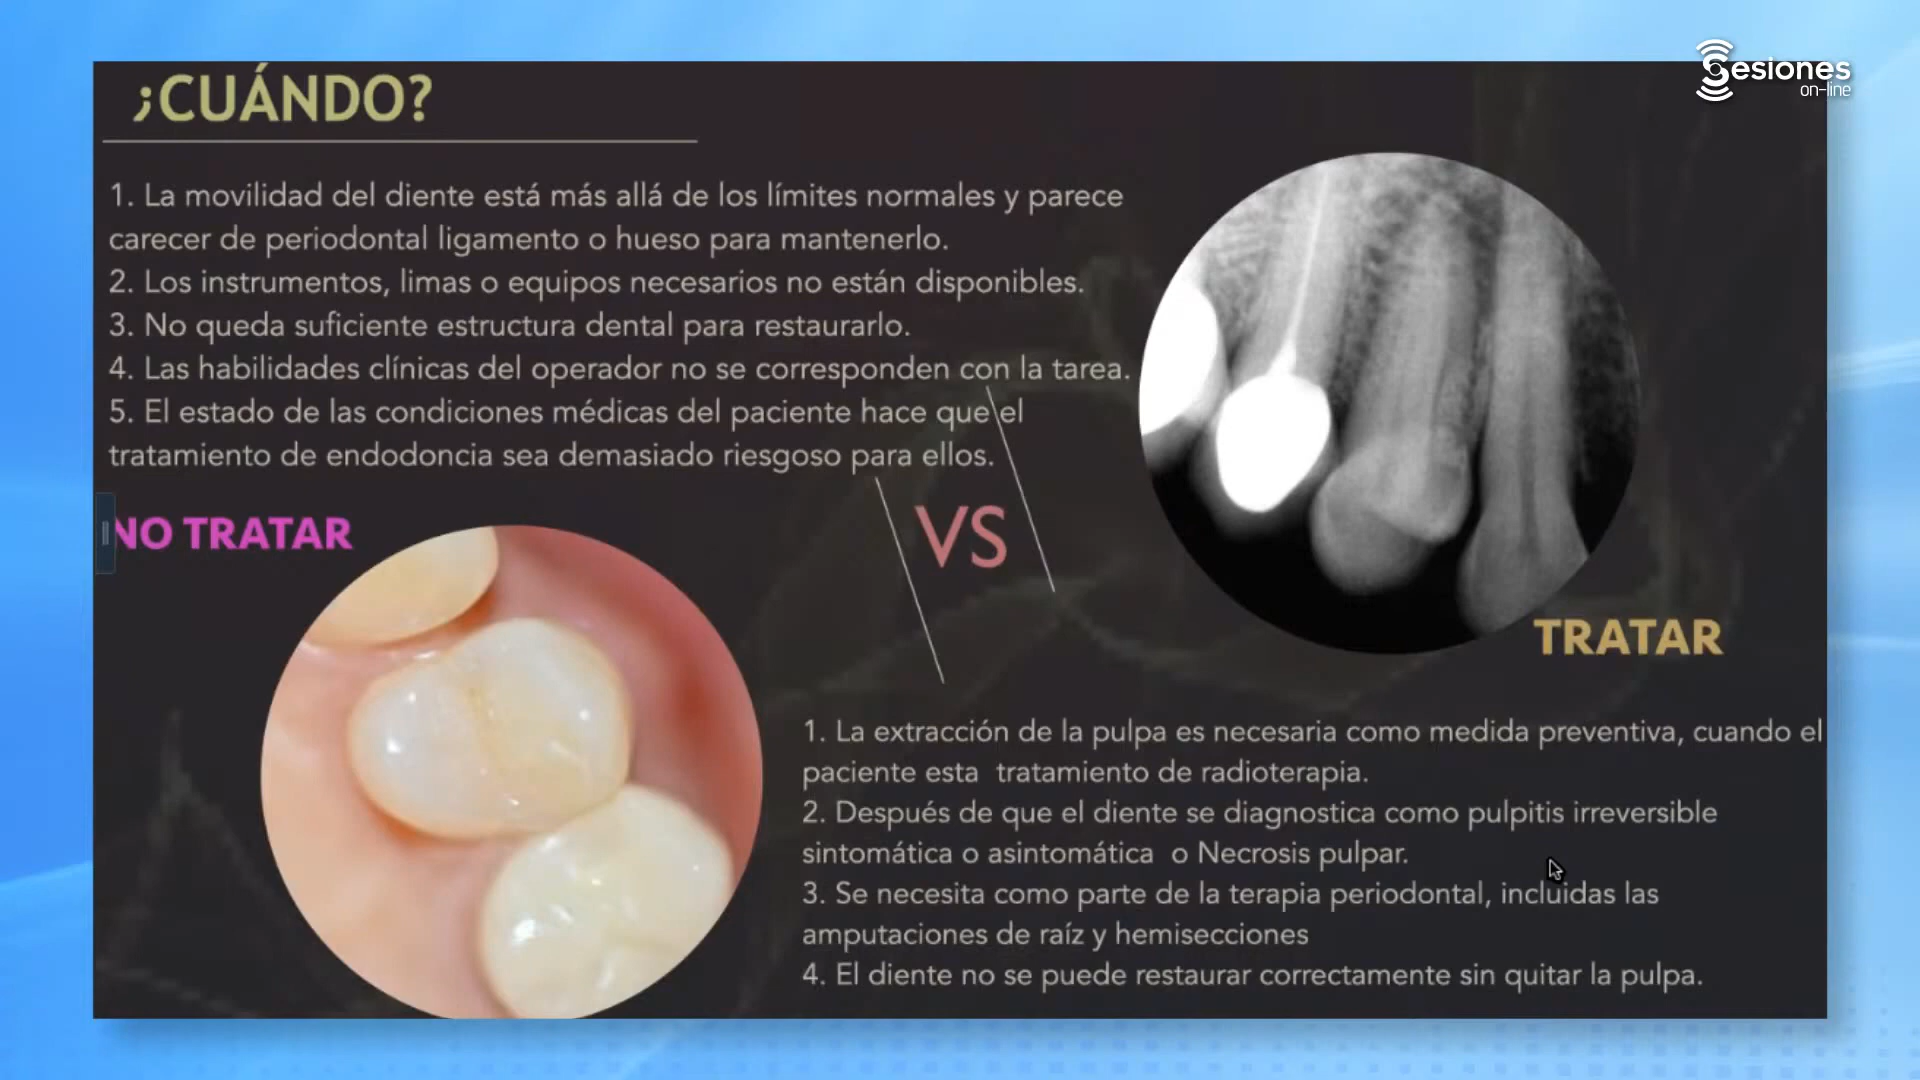 Sesiones
on-line
¿CUÁNDO?
1. La movilidad del diente está más allá de los límites normales y parece
carecer de periodontal ligamento o hueso para mantenerlo.
2. Los instrumentos, limas o equipos necesarios no están disponibles.
3. No queda suficiente estructura dental para restaurarlo.
4. Las habilidades clínicas del operador no se corresponden con la tarea.
5. El estado de las condiciones médicas del paciente hace que el
tratamiento de endodoncia sea demasiado riesgoso para ellos.
NO TRATAR
VS
TRATAR
1. La extracción de la pulpa es necesaria como medida preventiva, cuando el
paciente esta tratamiento de radioterapia.
2. Después de que el diente se diagnostica como pulpitis irreversible
sintomática o asintomática o Necrosis pulpar.
3. Se necesita como parte de la terapia periodontal, incluidas las
amputaciones de raíz y hemisecciones
4. El diente no se puede restaurar correctamente sin quitar la pulpa.